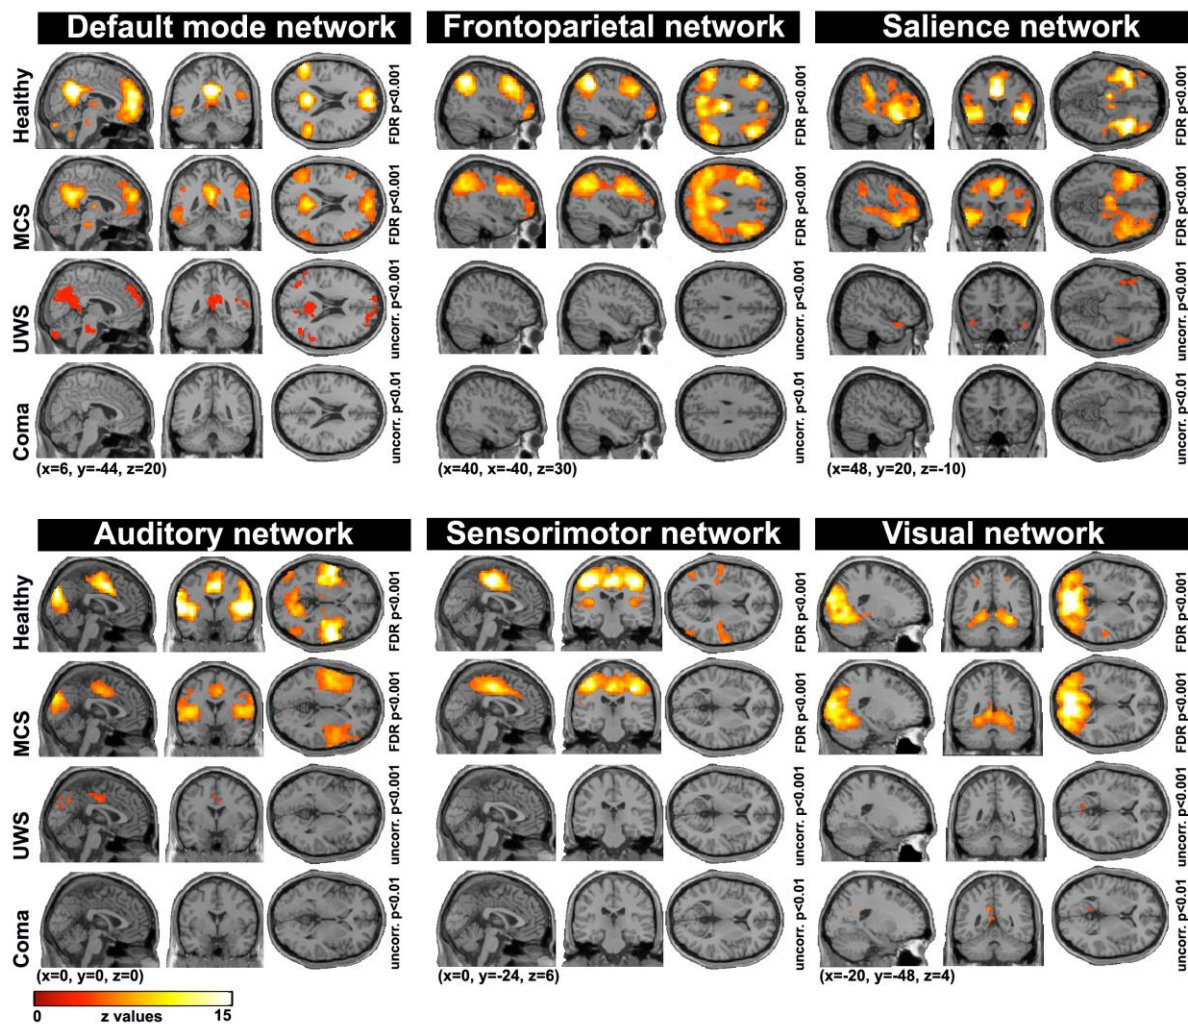 Default mode network
Frontoparietal network
Salience network
Healthy
FDR p<0.001
FDR p<0.001
FDR p<0.001
MCS
FDR p<0.001
FDR p<0.001
FDR p<0.001
UWS
uncorr. p<0.001
uncorr. p<0.001
uncorr. p<0.001
Coma
uncorr. p<0.01
uncorr. p<0.01
uncorr. p<0.01
(x=6, y=-44, z=20)
(x=40, x=-40, z=30)
(x=48, y=20, z=-10)
Auditory network
Sensorimotor network
Visual network
Healthy
FDR p<0.001
FDR p<0.001
FDR p<0.001
MCS
FDR p<0.001
FDR p<0.001
FDR p<0.001
UWS
uncorr. p<0.001
uncorr. p<0.001
uncorr. p<0.001
Coma
uncorr. p<0.01
uncorr. p<0.01
uncorr. p<0.01
(x=0, y=0, z=0)
(x=0, y=-24, z=6)
(x=-20, y=-48, z=4)
0 z values 15